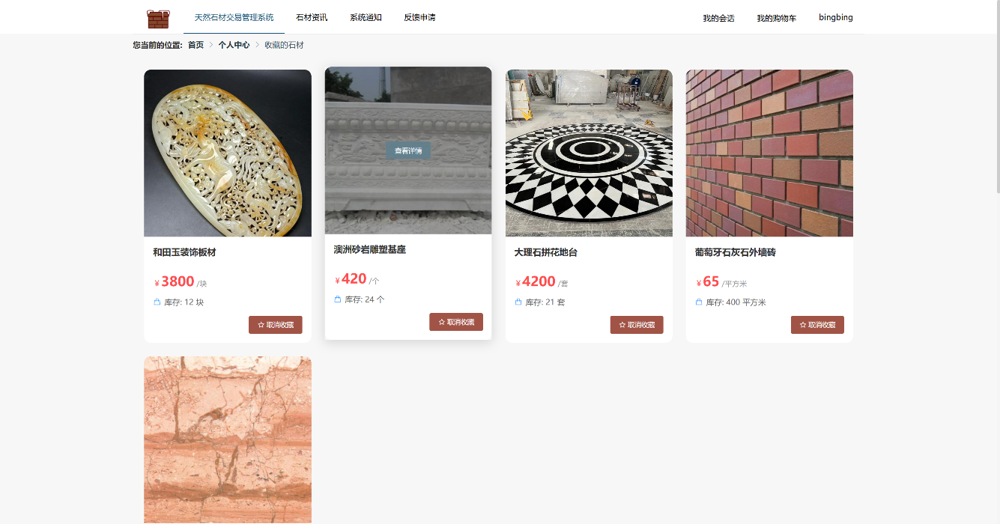 天然石材交易管理系统 石材资讯 系统通知 反馈申请 我的会话 我的购物车 bingbing
您当前的位置: 首页 > 个人中心 > 收藏的石材
查看详情
和田玉装饰板材
¥3800 /块
库存: 12 块
取消收藏
澳洲砂岩雕塑基座
¥420 /个
库存: 24 个
取消收藏
大理石拼花地台
¥4200 /套
库存: 21 套
取消收藏
葡萄牙石灰石外墙砖
¥65 /平方米
库存: 400 平方米
取消收藏